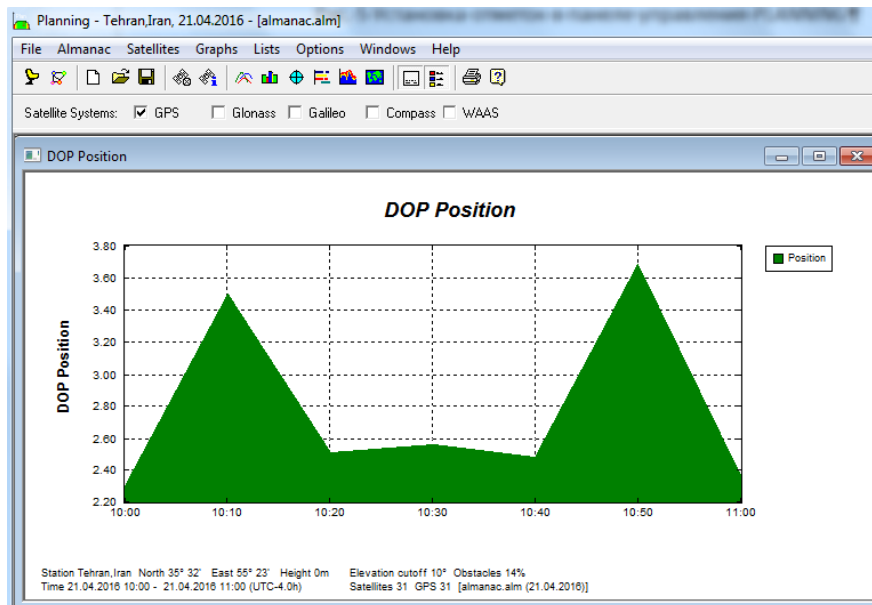 Planning - Tehran,Iran, 21.04.2016 - [almanac.alm]
File Almanac Satellites Graphs Lists Options Windows Help
Satellite Systems: GPS Glonass Galileo Compass WAAS
DOP Position
DOP Position
Position
DOP Position
3.80
3.60
3.40
3.20
3.00
2.80
2.60
2.40
2.20
10:00 10:10 10:20 10:30 10:40 10:50 11:00
Station Tehran,Iran North 35° 32' East 55° 23' Height 0m Elevation cutoff 10° Obstacles 14%
Time 21.04.2016 10:00 - 21.04.2016 11:00 (UTC-4.0h) Satellites 31 GPS 31 [almanac.alm (21.04.2016)]